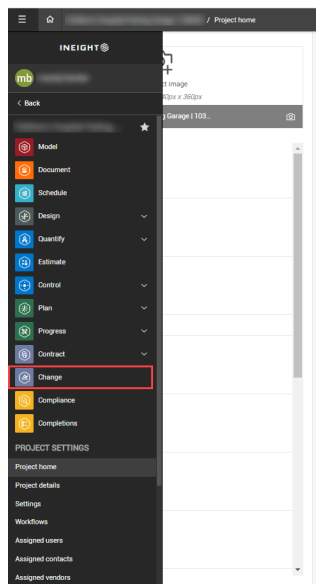 / Project home
INEIGHT
ct image
40px x 360px
mb
< Back
g Garage | 103...
Model
Document
Schedule
Design
Quantify
Estimate
Control
Plan
Progress
Contract
Change
Compliance
Completions
PROJECT SETTINGS
Project home
Project details
Settings
Workflows
Assigned users
Assigned contacts
Assigned vendors